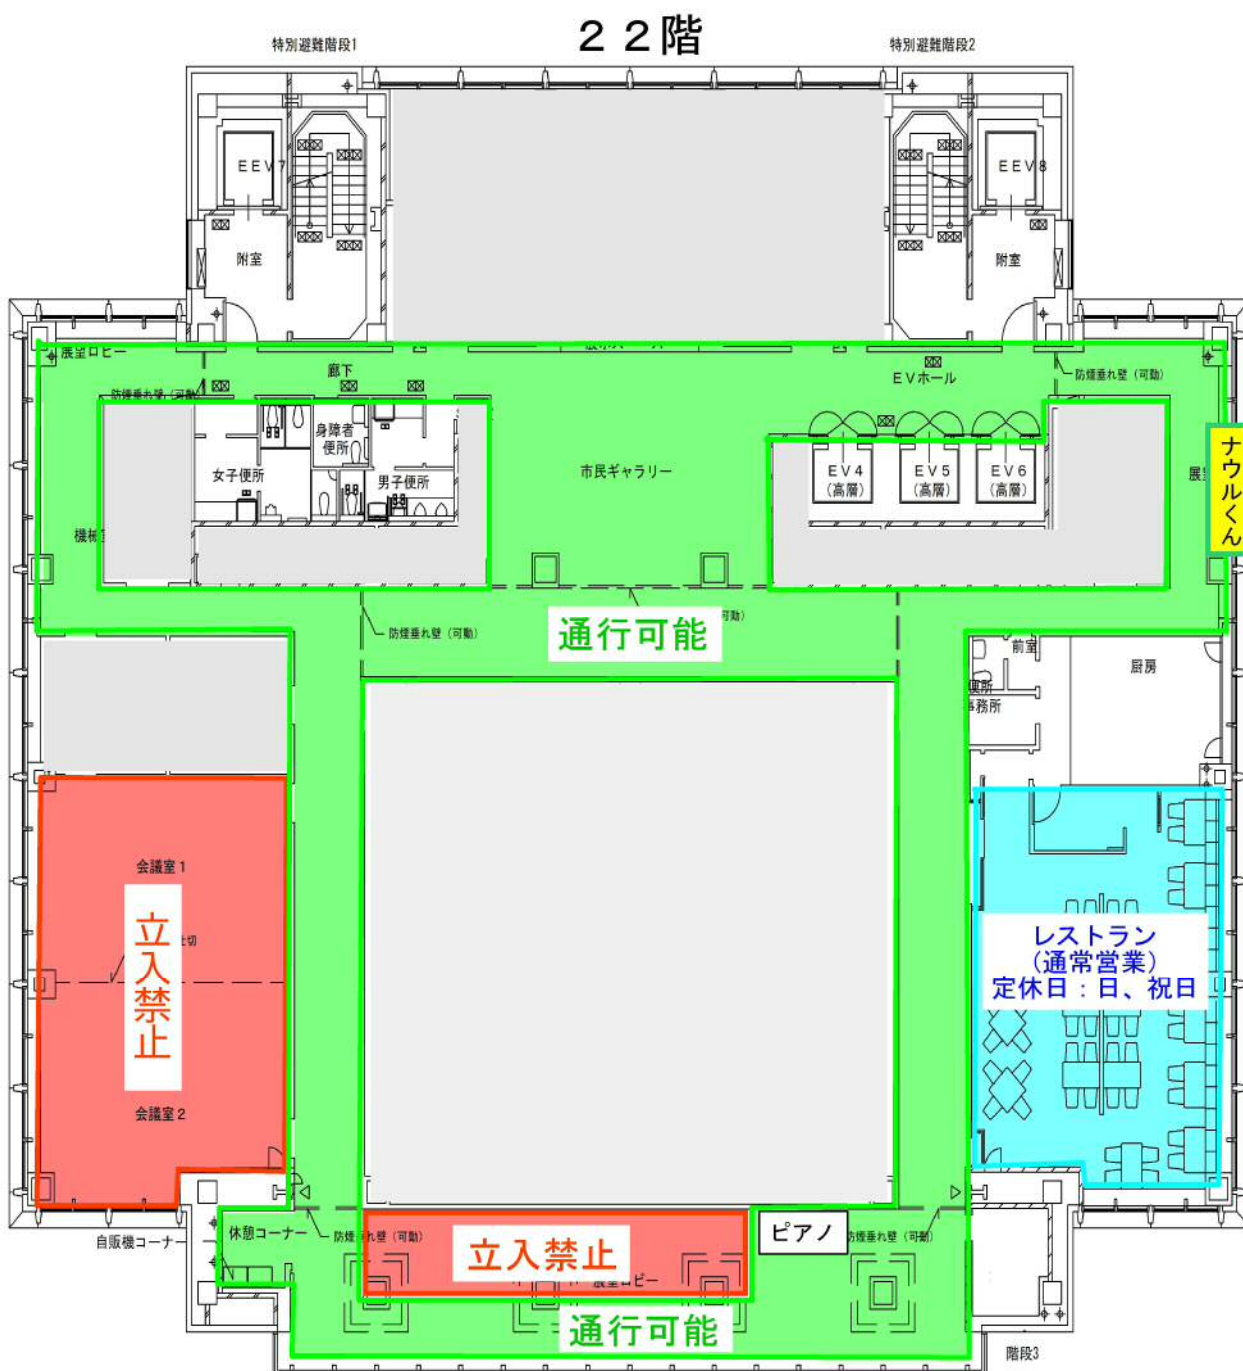 ２２階
特別避難階段1
特別避難階段2
ＥＥＶ７
ＥＥＶ８
附室
附室
展望ロビー
廊下
ＥＶホール
防煙垂れ壁（可動）
防煙垂れ壁（可動）
身障者
便所
女子便所
男子便所
市民ギャラリー
ＥＶ４
（高層）
ＥＶ５
（高層）
ＥＶ６
（高層）
ナウルくん
機械
防煙垂れ壁（可動）
可動）
通行可能
前室
厨房
便所
事務所
会議室１
立入禁止
会議室２
レストラン
（通常営業）
定休日：日、祝日
休憩コーナー
自販機コーナー
防煙垂れ壁（可動）
立入禁止
ピアノ
防煙垂れ壁（可動）
展望ロビー
通行可能
階段3